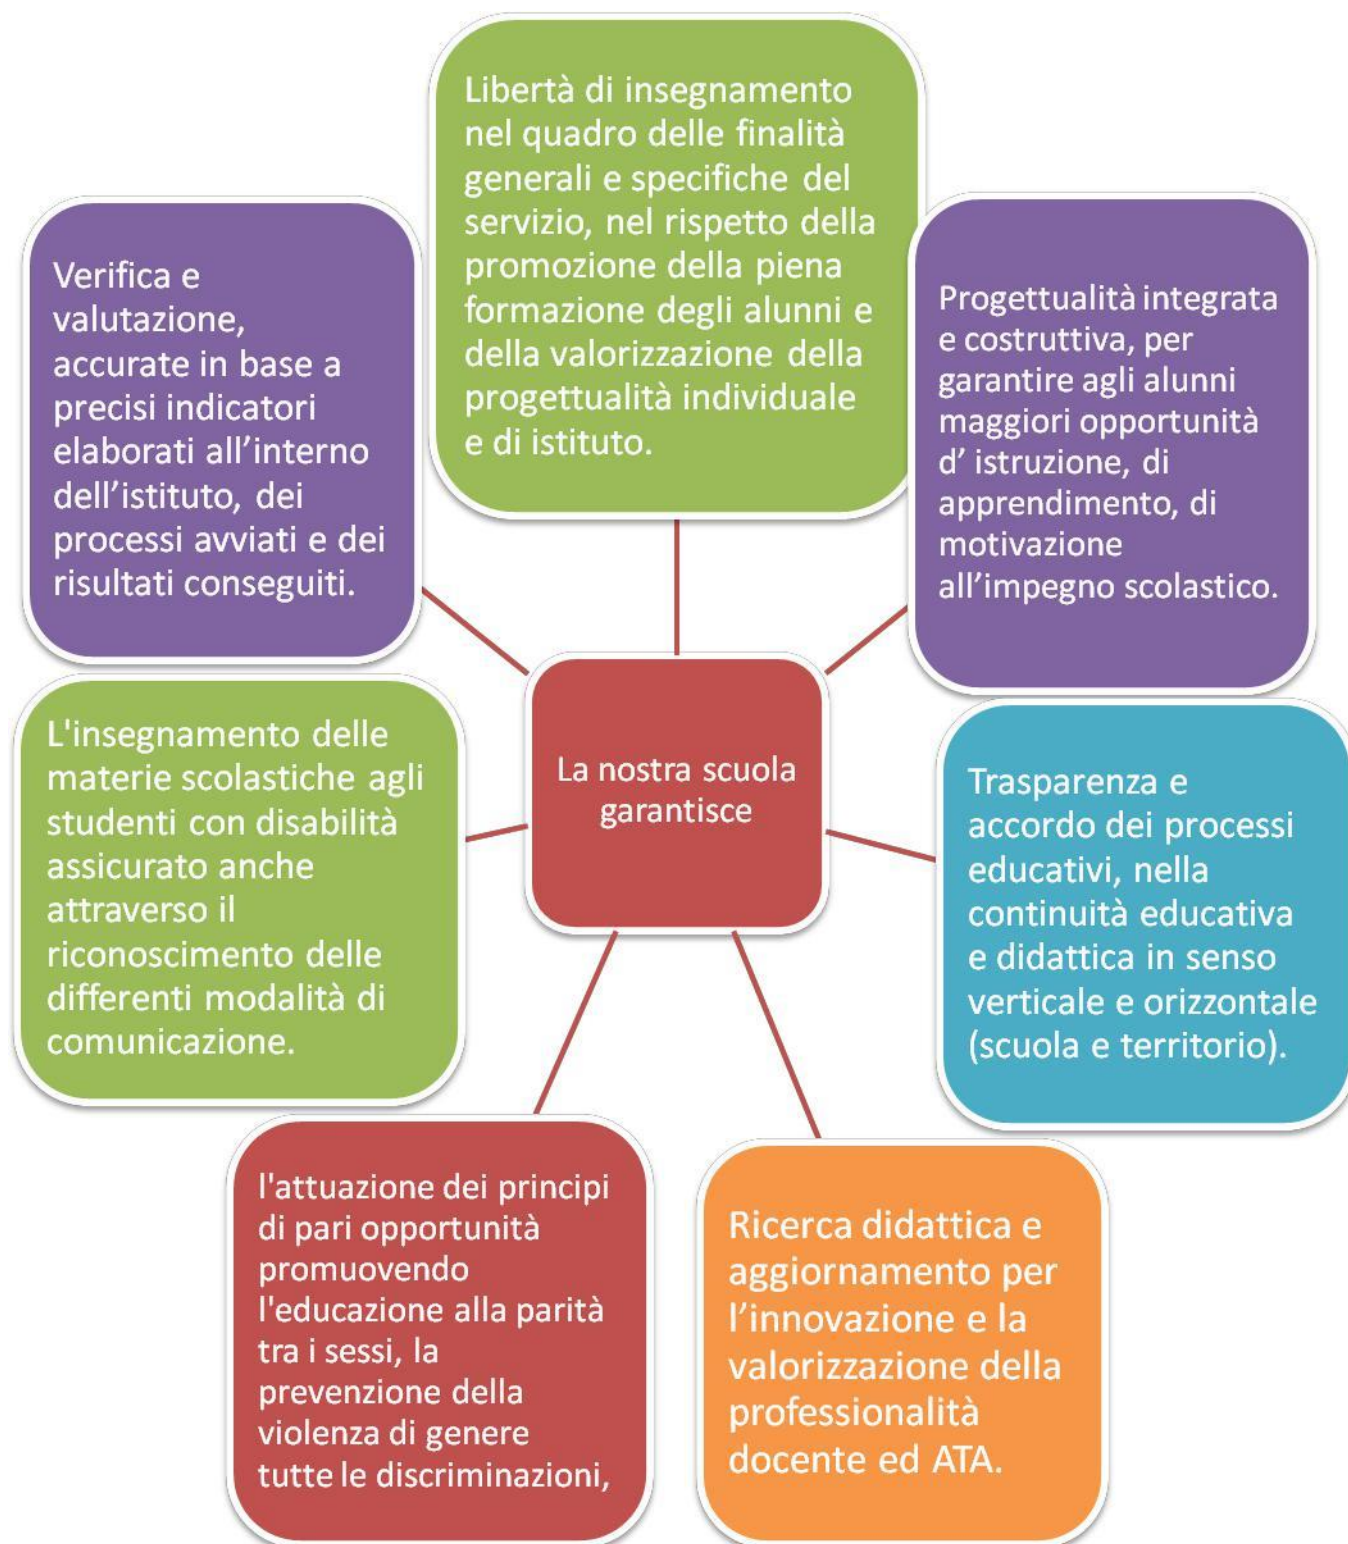 Libertà di insegnamento
nel quadro delle finalità
generali e specifiche del
servizio, nel rispetto della
promozione della piena
formazione degli alunni e
della valorizzazione della
progettualità individuale
e di istituto.
Progettualità integrata
e costruttiva, per
garantire agli alunni
maggiori opportunità
d’ istruzione, di
apprendimento, di
motivazione
all’impegno scolastico.
Trasparenza e
accordo dei processi
educativi, nella
continuità educativa
e didattica in senso
verticale e orizzontale
(scuola e territorio).
Ricerca didattica e
aggiornamento per
l’innovazione e la
valorizzazione della
professionalità
docente ed ATA.
l'attuazione dei principi
di pari opportunità
promuovendo
l'educazione alla parità
tra i sessi, la
prevenzione della
violenza di genere
tutte le discriminazioni,
L'insegnamento delle
materie scolastiche agli
studenti con disabilità
assicurato anche
attraverso il
riconoscimento delle
differenti modalità di
comunicazione.
Verifica e
valutazione,
accurate in base a
precisi indicatori
elaborati all’interno
dell’istituto, dei
processi avviati e dei
risultati conseguiti.
La nostra scuola
garantisce